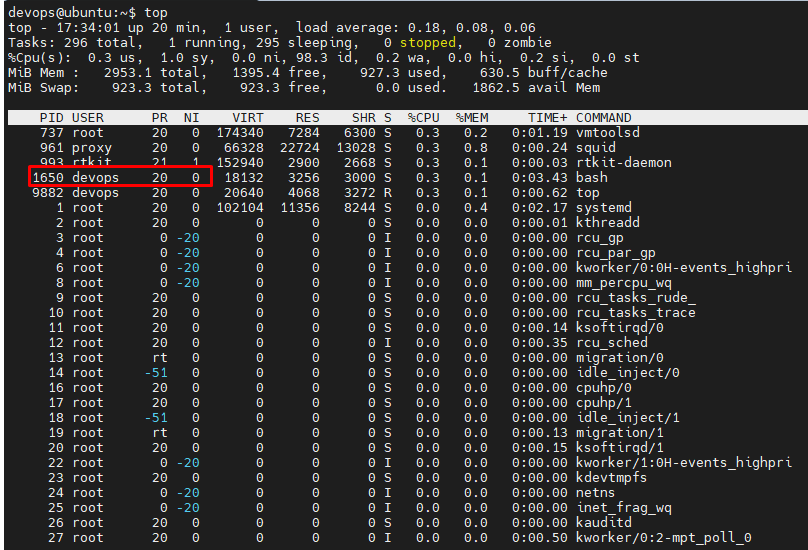 devops@ubuntu:~$ top
top - 17:34:01 up 20 min,  1 user,  load average: 0.18, 0.08, 0.06
Tasks: 296 total,   1 running, 295 sleeping,   0 stopped,   0 zombie
%Cpu(s):  0.3 us,  1.0 sy,  0.0 ni, 98.3 id,  0.2 wa,  0.0 hi,  0.2 si,  0.0 st
MiB Mem :   2953.1 total,   1395.4 free,    927.3 used,    630.5 buff/cache
MiB Swap:    923.3 total,    923.3 free,      0.0 used.   1862.5 avail Mem
PID USER      PR  NI    VIRT    RES    SHR S  %CPU  %MEM     TIME+ COMMAND
737 root      20   0  174340   7284   6300 S   0.3   0.2   0:01.19 vmtoolsd
961 proxy     20   0   66328  22724  13028 S   0.3   0.8   0:00.24 squid
993 rtkit     21   1  152940   2900   2668 S   0.3   0.1   0:00.03 rtkit-daemon
1650 devops    20   0   18132   3256   3000 S   0.3   0.1   0:03.43 bash
9882 devops    20   0   20640   4068   3272 R   0.3   0.1   0:00.62 top
1 root      20   0  102104  11356   8244 S   0.0   0.4   0:02.17 systemd
2 root      20   0       0      0      0 S   0.0   0.0   0:00.01 kthreadd
3 root       0 -20       0      0      0 I   0.0   0.0   0:00.00 rcu_gp
4 root       0 -20       0      0      0 I   0.0   0.0   0:00.00 rcu_par_gp
6 root       0 -20       0      0      0 I   0.0   0.0   0:00.00 kworker/0:0H-events_highpri
8 root       0 -20       0      0      0 I   0.0   0.0   0:00.00 mm_percpu_wq
9 root      20   0       0      0      0 S   0.0   0.0   0:00.00 rcu_tasks_rude_
10 root      20   0       0      0      0 S   0.0   0.0   0:00.00 rcu_tasks_trace
11 root      20   0       0      0      0 S   0.0   0.0   0:00.14 ksoftirqd/0
12 root      20   0       0      0      0 I   0.0   0.0   0:00.35 rcu_sched
13 root      rt   0       0      0      0 S   0.0   0.0   0:00.00 migration/0
14 root     -51   0       0      0      0 S   0.0   0.0   0:00.00 idle_inject/0
16 root      20   0       0      0      0 S   0.0   0.0   0:00.00 cpuhp/0
17 root      20   0       0      0      0 S   0.0   0.0   0:00.00 cpuhp/1
18 root     -51   0       0      0      0 S   0.0   0.0   0:00.00 idle_inject/1
19 root      rt   0       0      0      0 S   0.0   0.0   0:00.13 migration/1
20 root      20   0       0      0      0 S   0.0   0.0   0:00.15 ksoftirqd/1
22 root       0 -20       0      0      0 I   0.0   0.0   0:00.00 kworker/1:0H-events_highpri
23 root      20   0       0      0      0 S   0.0   0.0   0:00.00 kdevtmpfs
24 root       0 -20       0      0      0 I   0.0   0.0   0:00.00 netns
25 root       0 -20       0      0      0 I   0.0   0.0   0:00.00 inet_frag_wq
26 root      20   0       0      0      0 S   0.0   0.0   0:00.00 kauditd
27 root      20   0       0      0      0 I   0.0   0.0   0:00.50 kworker/0:2-mpt_poll_0